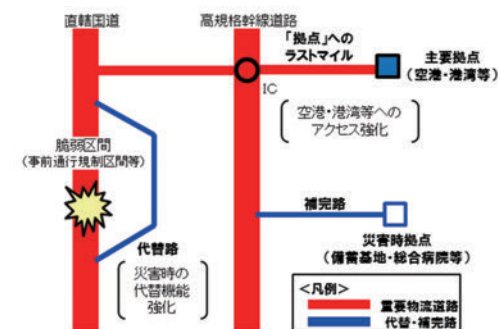 直轄国道
高規格幹線道路
「拠点」への
ラストマイル
主要拠点
(空港・港湾等)
IC
空港・港湾等への
アクセス強化
脆弱区間
(事前通行規制区間等)
補完路
代替路
災害時の
代替機能
強化
災害時拠点
(備蓄基地・総合病院等)
<凡例>
重要物流道路
代替・補完路